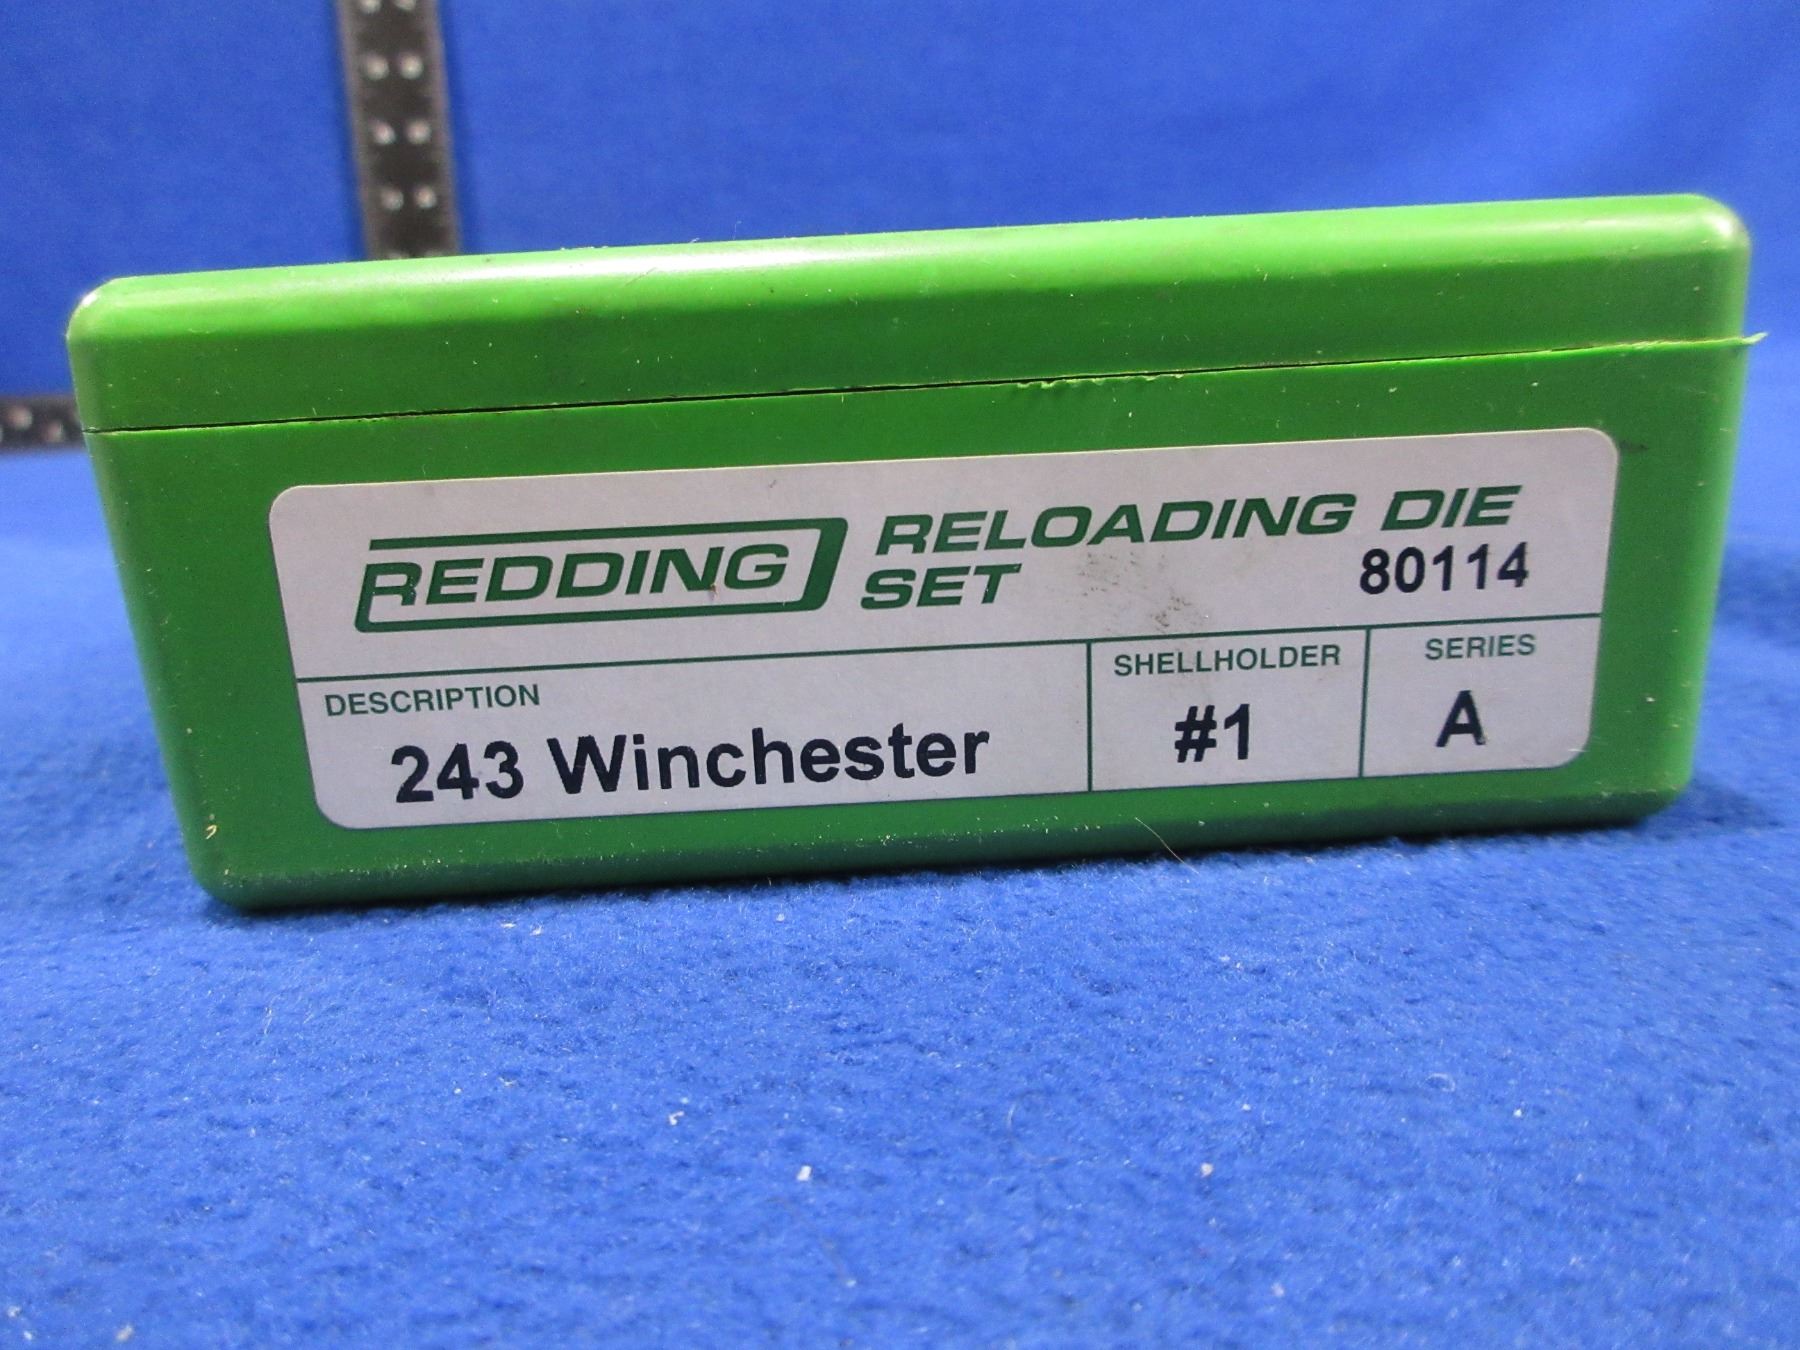 REDDING RELOADING DIE
SET 80114
DESCRIPTION SHELLHOLDER SERIES
243 Winchester #1 A